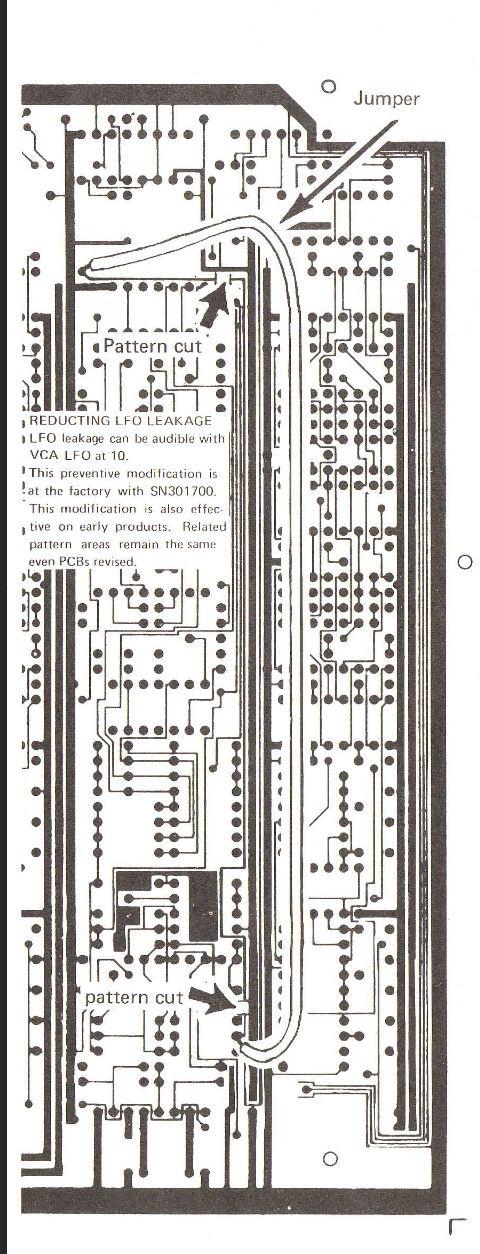 Jumper
Pattern cut
REDUCTING LFO LEAKAGE
LFO leakage can be audible with
VCA LFO at 10.
This preventive modification is
at the factory with SN301700.
This modification is also effec-
tive on early products. Related
pattern areas remain the same
even PCBs revised.
pattern cut